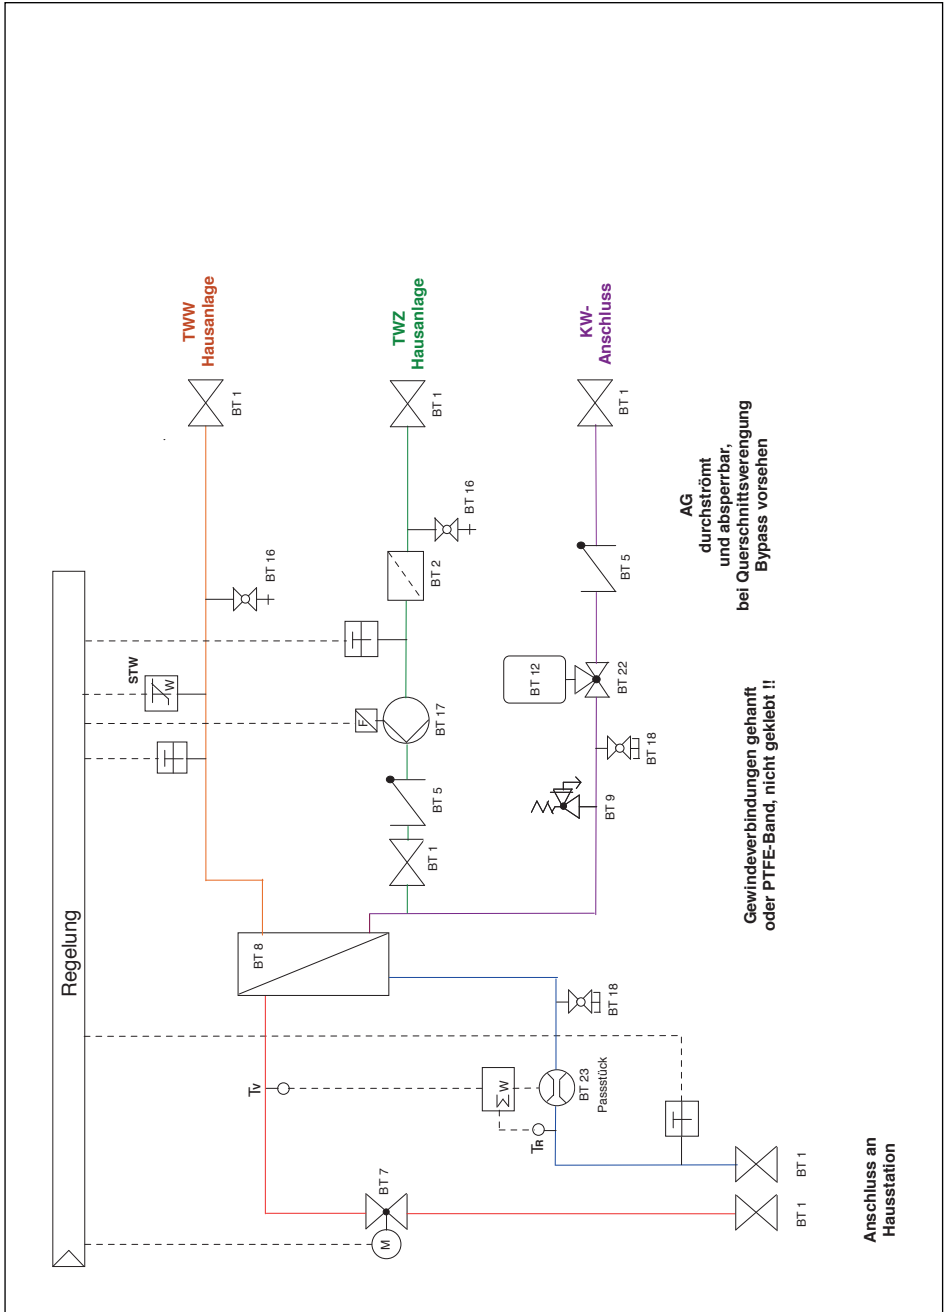 Regelung
TWW
Hausanlage
TWZ
Hausanlage
KW-
Anschluss
BT 1
BT 1
BT 1
BT 16
BT 16
STW
W
BT 2
F
BT 17
BT 5
BT 1
BT 5
BT 12
BT 22
BT 18
BT 9
BT 8
BT 18
Tv
W
BT 23
Passstück
TR
BT 7
M
BT 1
BT 1
AG
durchströmt
und absperrbar,
bei Querschnittsverengung
Bypass vorsehen
Gewindeverbindungen gehanft
oder PTFE-Band, nicht geklebt !!
Anschluss an
Hausstation